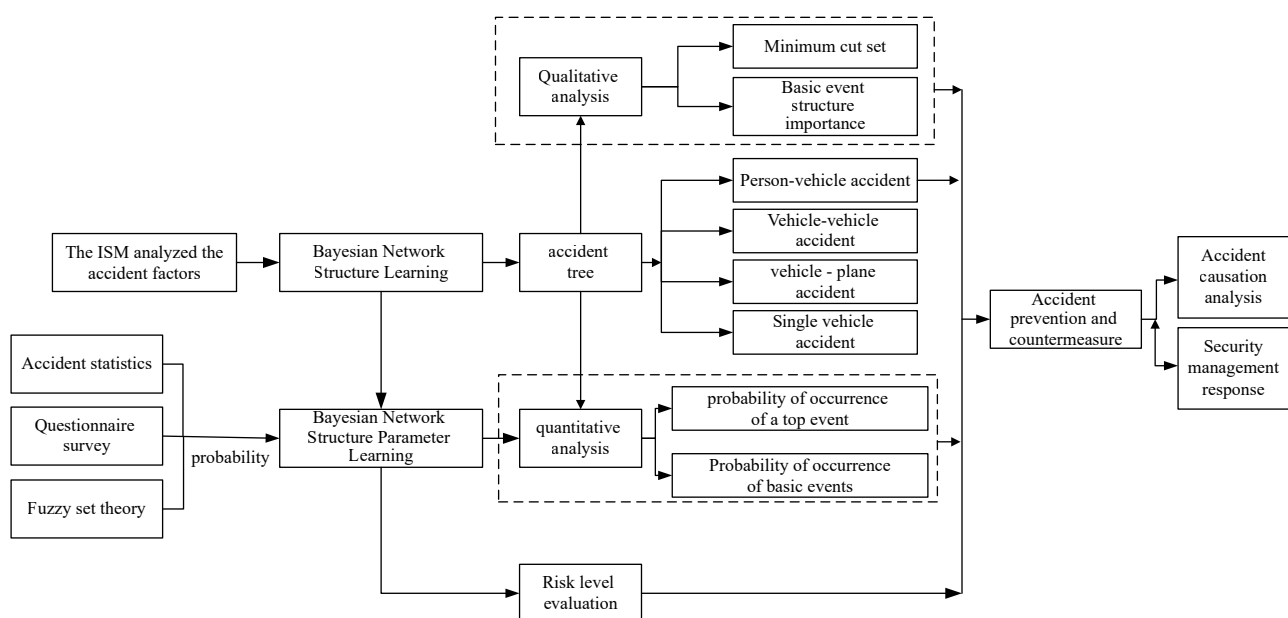 Minimum cut set
Qualitative
analysis
Basic event
structure
importance
Person-vehicle accident
Vehicle-vehicle
accident
The ISM analyzed the
accident factors
Bayesian Network
Structure Learning
accident
tree
vehicle - plane
accident
Single vehicle
accident
Accident
prevention and
countermeasure
Accident
causation
analysis
Security
management
response
Accident statistics
Questionnaire
survey
Fuzzy set theory
probability
Bayesian Network
Structure Parameter
Learning
quantitative
analysis
probability of occurrence
of a top event
Probability of occurrence
of basic events
Risk level
evaluation